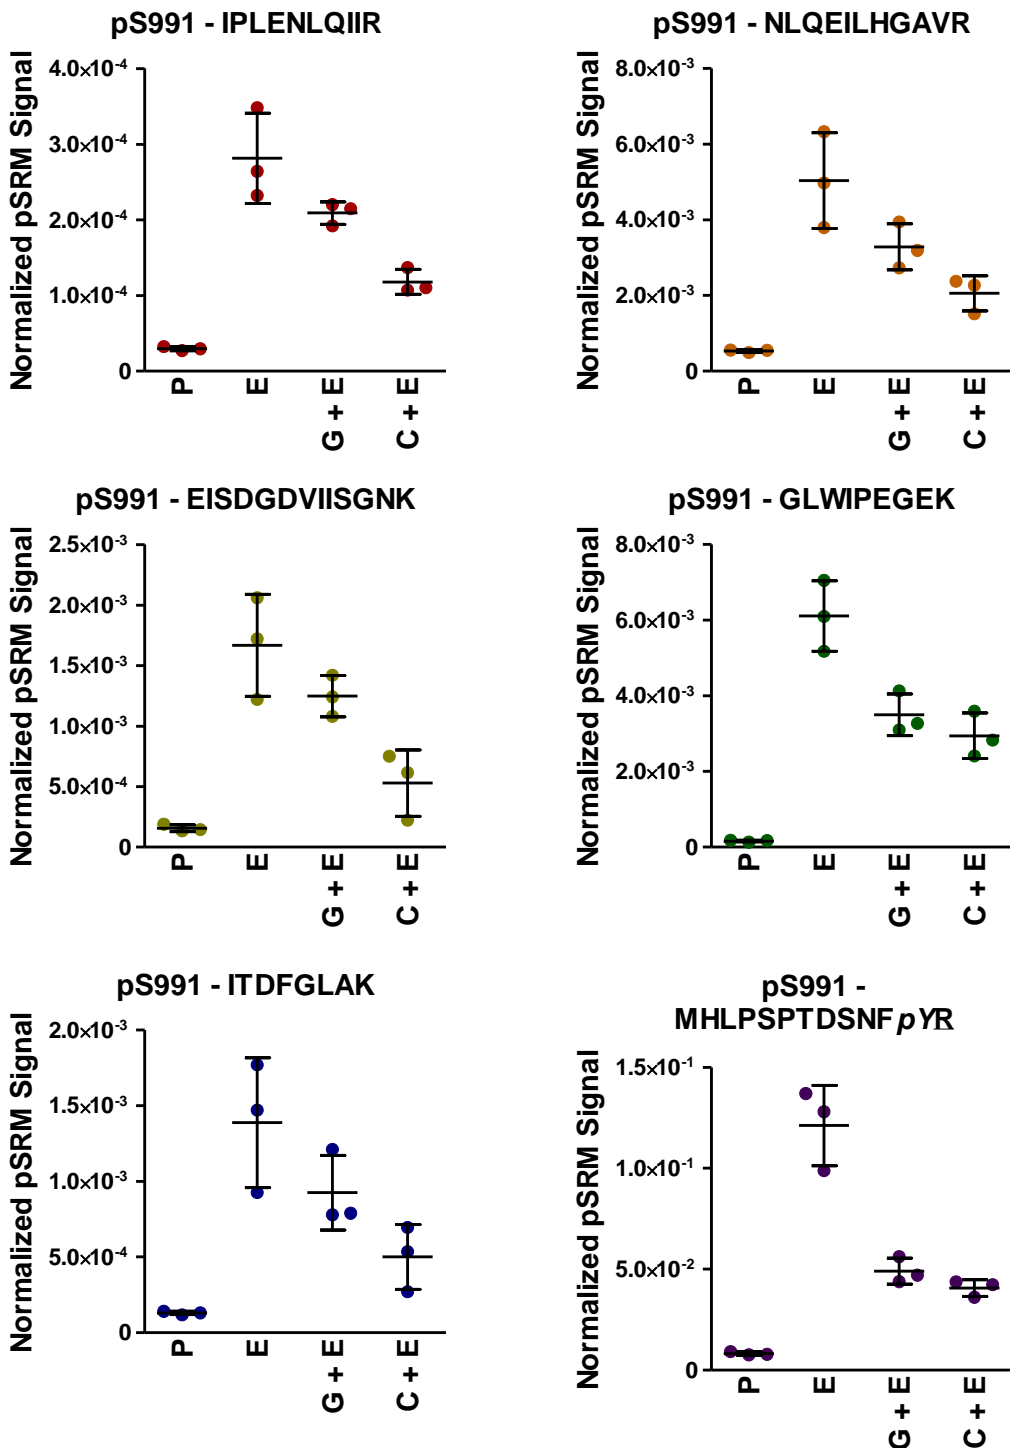 pS991 - IPLENLQIIR
Normalized pSRM Signal
4.0×10-4
3.0×10-4
2.0×10-4
1.0×10-4
0
P
E
G + E
C + E
pS991 - NLQEILHGAVR
Normalized pSRM Signal
8.0×10-3
6.0×10-3
4.0×10-3
2.0×10-3
0
P
E
G + E
C + E
pS991 - EISDGDVIISGNK
Normalized pSRM Signal
2.5×10-3
2.0×10-3
1.5×10-3
1.0×10-3
5.0×10-4
0
P
E
G + E
C + E
pS991 - GLWIPEGEK
Normalized pSRM Signal
8.0×10-3
6.0×10-3
4.0×10-3
2.0×10-3
0
P
E
G + E
C + E
pS991 - ITDFGLAK
Normalized pSRM Signal
2.0×10-3
1.5×10-3
1.0×10-3
5.0×10-4
0
P
E
G + E
C + E
pS991 -
MHLPSPTDSNFpYR
Normalized pSRM Signal
1.5×10-1
1.0×10-1
5.0×10-2
0
P
E
G + E
C + E